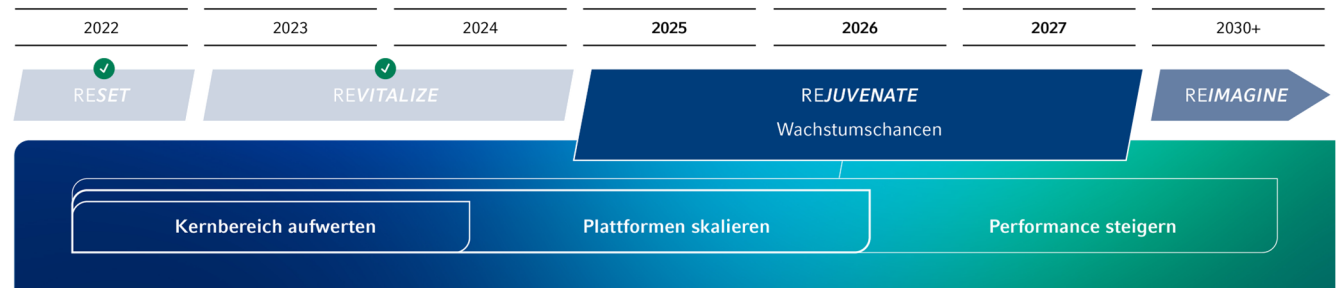 2022 2023 2024 2025 2026 2027 2030+
RESET REVITALIZE REJUVENATE REIMAGINE
Wachstumschancen
Kernbereich aufwerten Plattformen skalieren Performance steigern